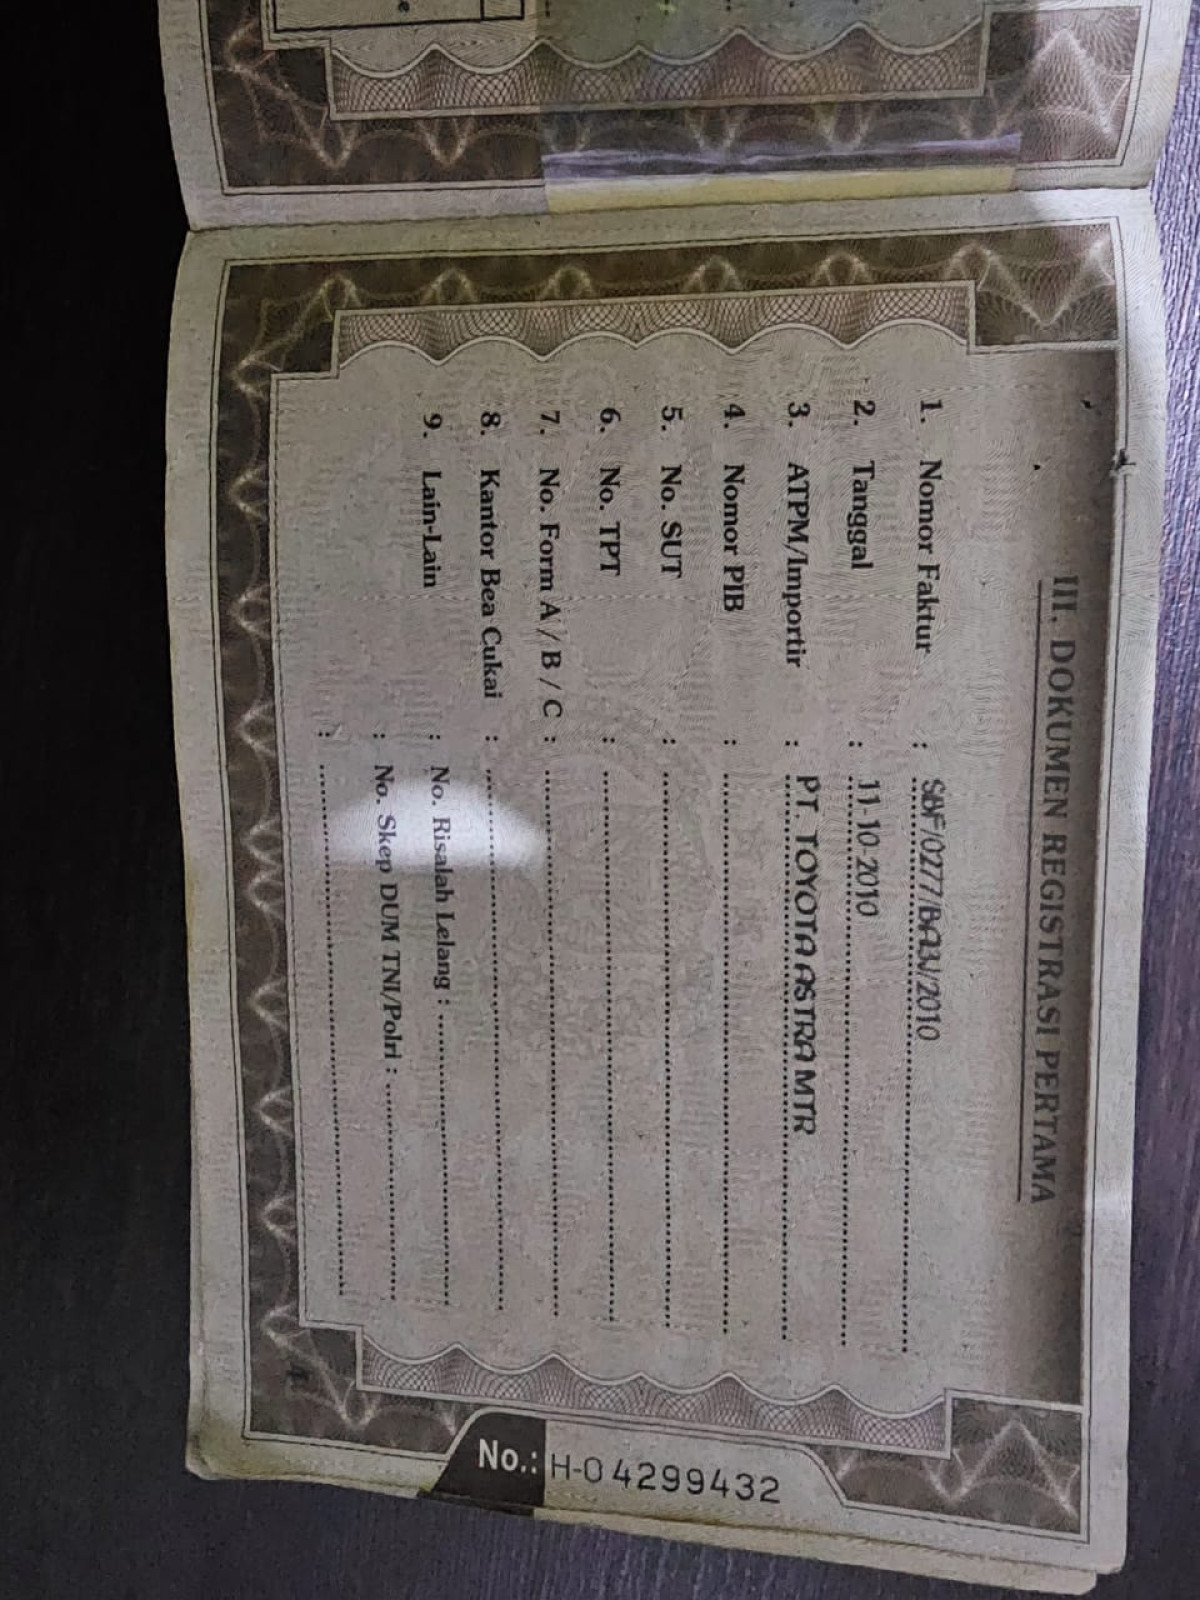 III. DOKUMEN REGISTRASI PERTAMA
1. Nomor Faktur : SBF/0277/BA3J/2010
2. Tanggal : 11-10-2010
3. ATPM/Importir : PT. TOYOTA ASTRA MTR
4. Nomor PIB :
5. No. SUT :
6. No. TPT :
7. No. Form A / B / C :
8. Kantor Bea Cukai :
9. Lain-Lain : No. Risalah Lelang :
: No. Skep DUM TNI/Polri :
:
No.: H-04299432